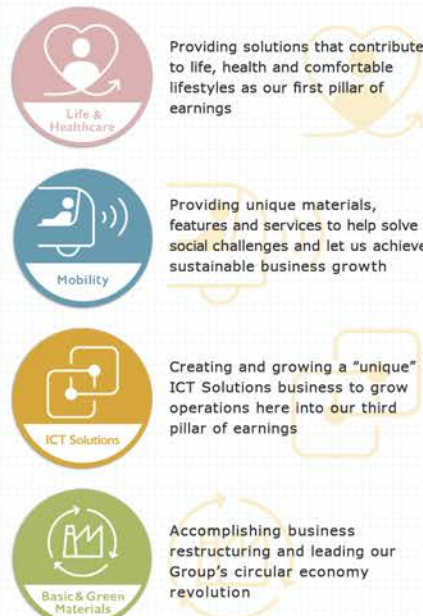 Life &
Healthcare
Providing solutions that contribute
to life, health and comfortable
lifestyles as our first pillar of
earnings
Mobility
Providing unique materials,
features and services to help solve
social challenges and let us achieve
sustainable business growth
ICT Solutions
Creating and growing a "unique"
ICT Solutions business to grow
operations here into our third
pillar of earnings
Basic & Green
Materials
Accomplishing business
restructuring and leading our
Group's circular economy
revolution